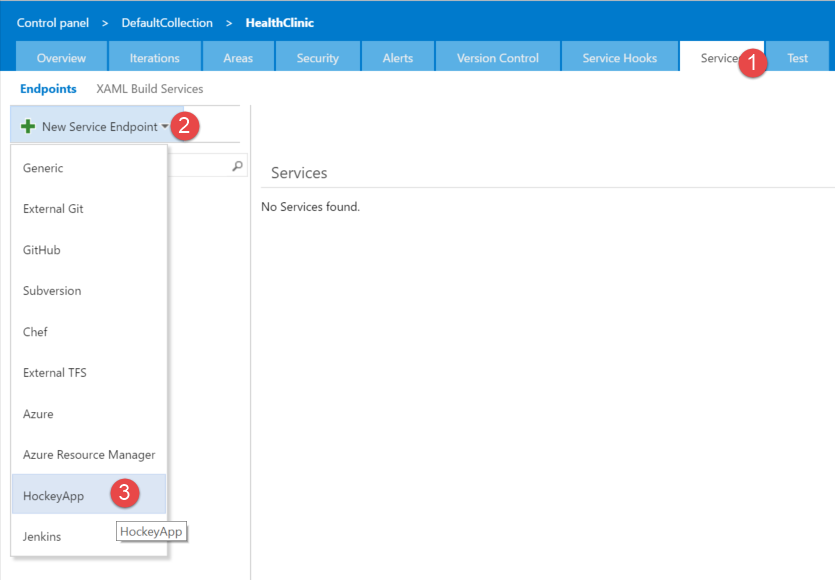 Control panel > DefaultCollection > HealthClinic
Overview Iterations Areas Security Alerts Version Control Service Hooks Services 1 Test
Endpoints XAML Build Services
New Service Endpoint 2
Generic
Services
External Git
No Services found.
GitHub
Subversion
Chef
External TFS
Azure
Azure Resource Manager
HockeyApp 3
HockeyApp
Jenkins